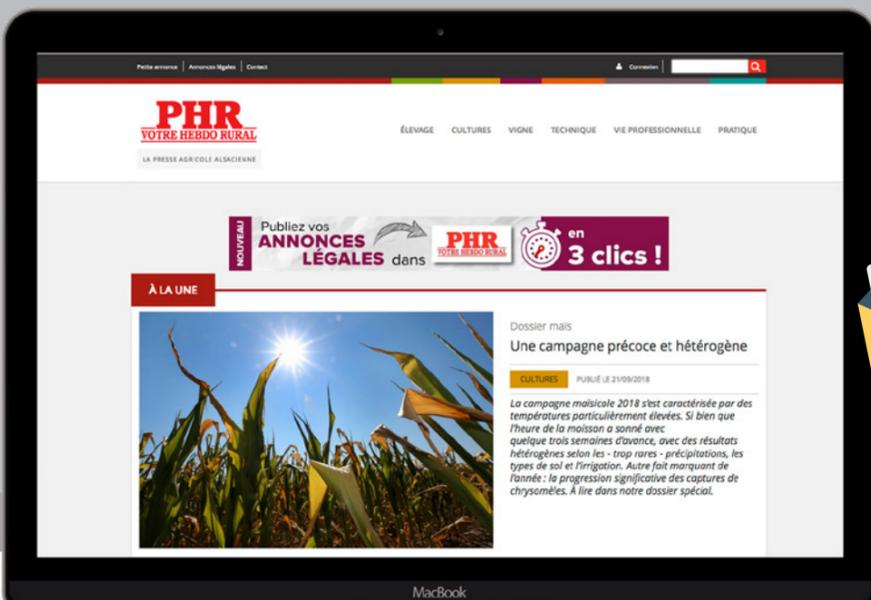 Petite annonce | Annonces légales | Contact
Connexion
PHR
VOTRE HEBDO RURAL
LA PRESSE AGRICOLE ALSACIENNE
ÉLEVAGE CULTURES VIGNE TECHNIQUE VIE PROFESSIONNELLE PRATIQUE
NOUVEAU
Publiez vos
ANNONCES
LÉGALES dans
PHR
VOTRE HEBDO RURAL
en
3 clics !
À LA UNE
Dossier maïs
Une campagne précoce et hétérogène
CULTURES PUBLIÉ LE 21/09/2018
La campagne maïsicole 2018 s'est caractérisée par des
températures particulièrement élevées. Si bien que
l'heure de la moisson a sonné avec
quelque trois semaines d'avance, avec des résultats
hétérogènes selon les - trop rares - précipitations, les
types de sol et l'irrigation. Autre fait marquant de
l'année : la progression significative des captures de
chrysomèles. À lire dans notre dossier spécial.
MacBook